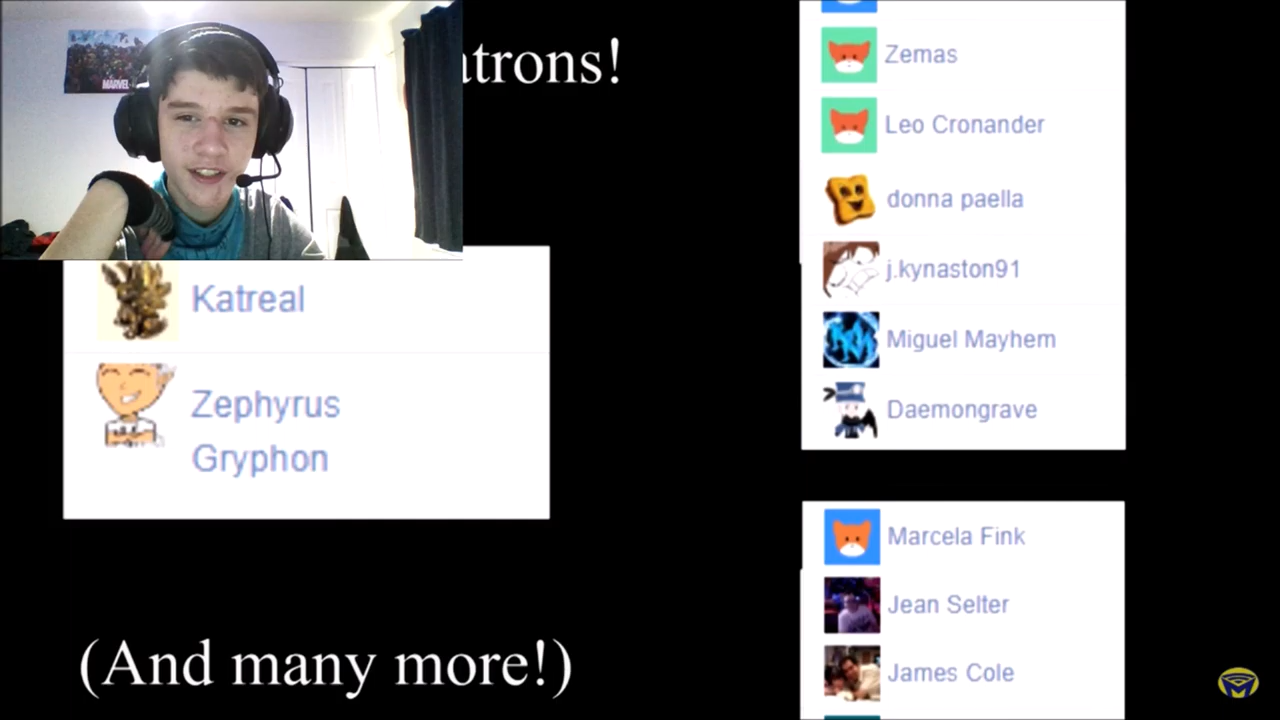 MARVEL
atrons!
Katreal
Zephyrus
Gryphon
(And many more!)
Zemas
Leo Cronander
donna paella
j.kynaston91
Miguel Mayhem
Daemongrave
Marcela Fink
Jean Selter
James Cole